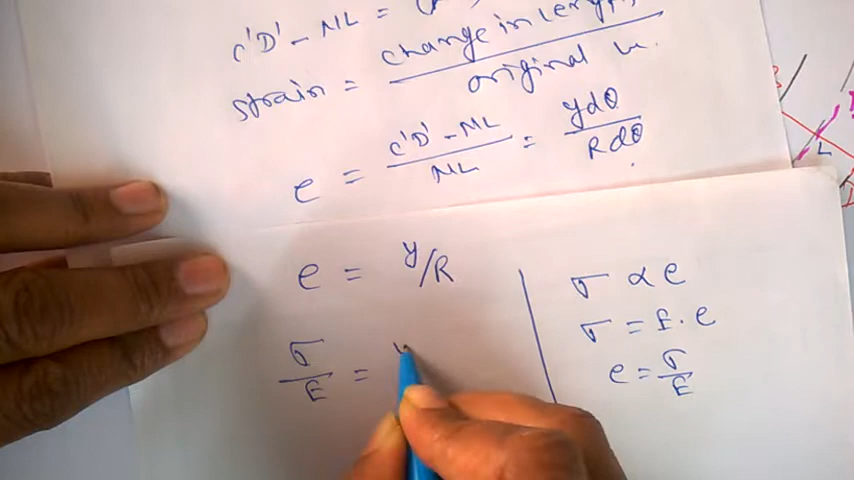 C'D' - NL =
strain = change in length / original
e = C'D' - NL / NL = ydθ / Rdθ
e = y/R
σ/E =
σ ∝ e
σ = E · e
e = σ/E
L